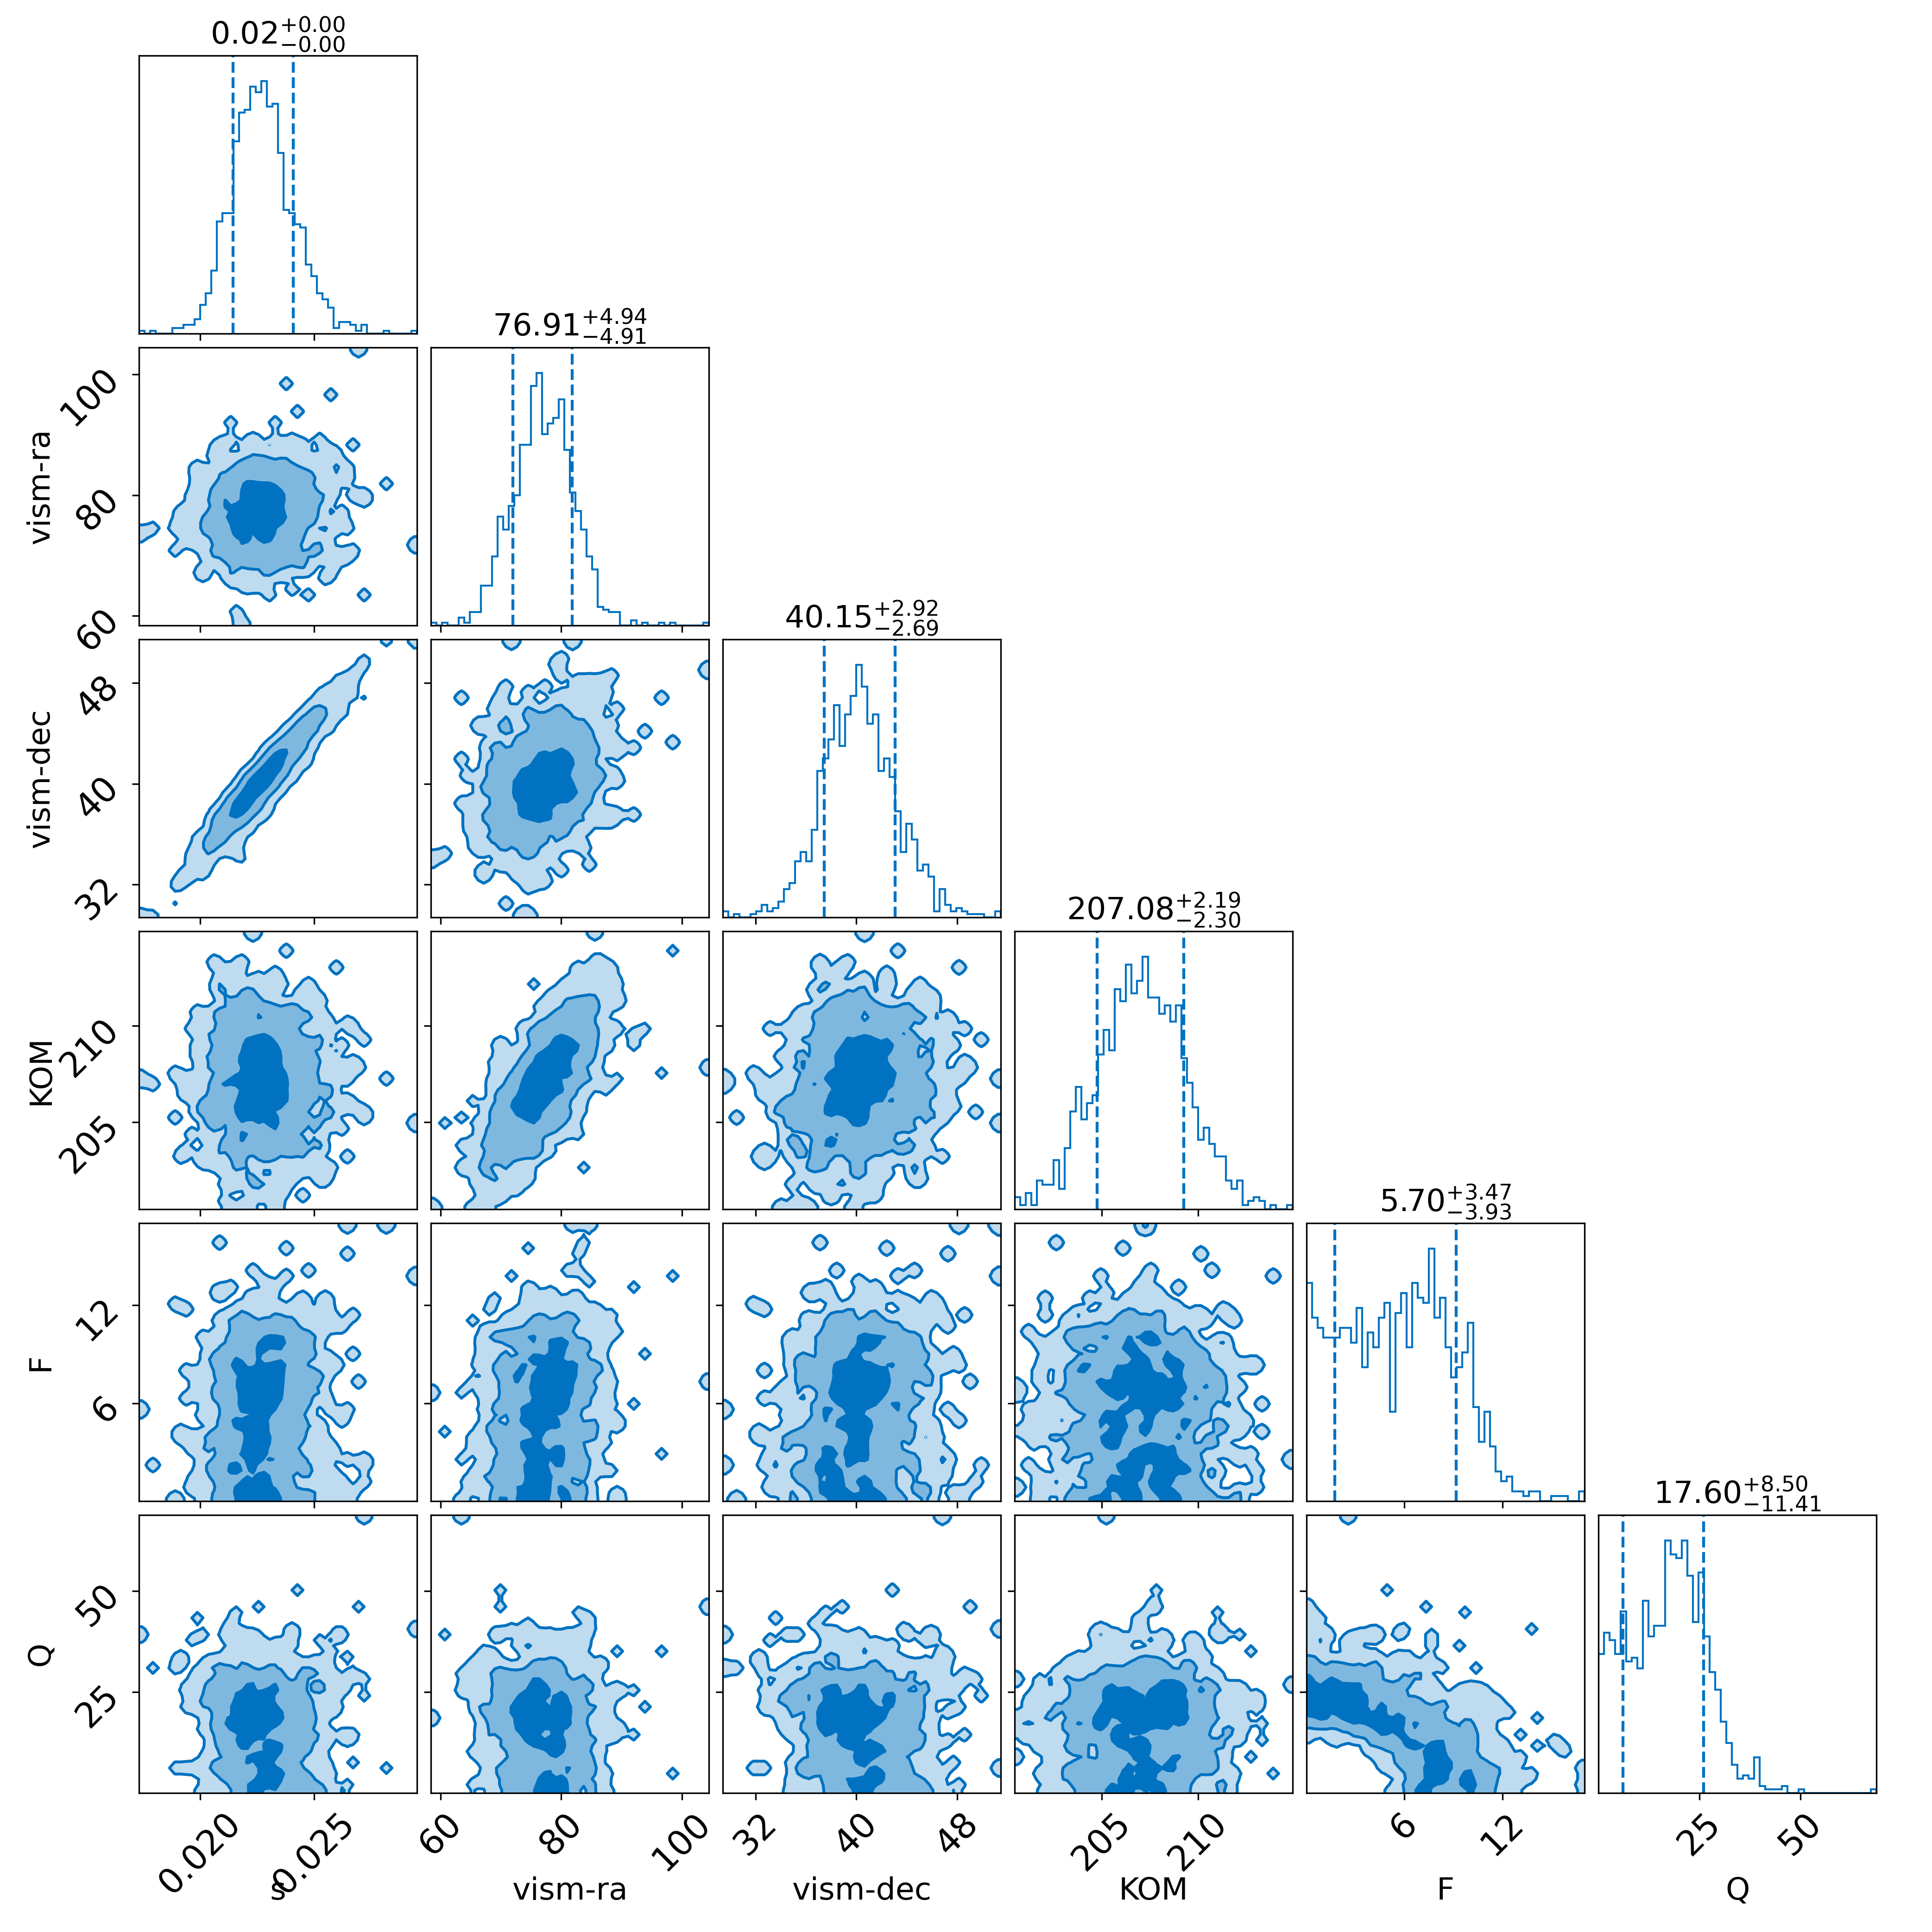 0.02+0.00−0.00
76.91+4.94−4.91
40.15+2.92−2.69
207.08+2.19−2.30
5.70+3.47−3.93
17.60+8.50−11.41
vism-ra
100
80
60
vism-dec
48
40
32
KOM
210
205
F
12
6
Q
50
25
0.020 0.025
60 80 100
32 40 48
205 210
6 12
25 50
s vism-ra vism-dec KOM F Q